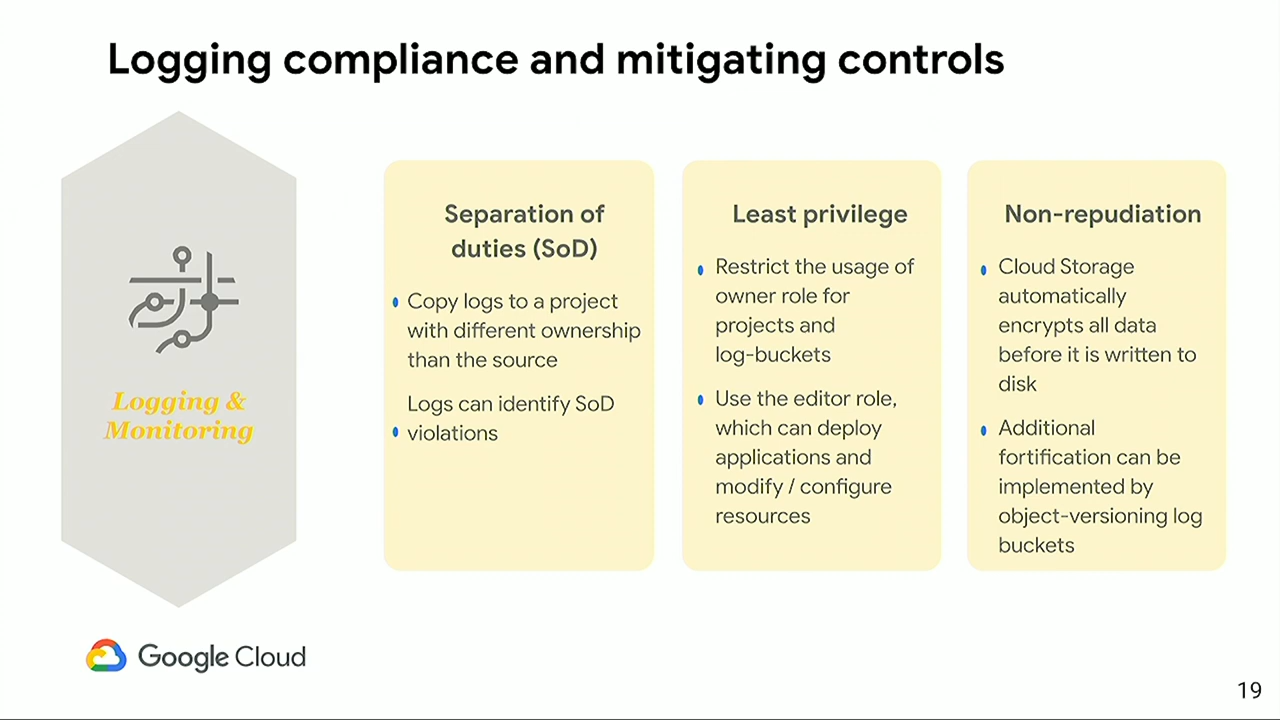 Logging compliance and mitigating controls
Logging &
Monitoring
Separation of
duties (SoD)
Copy logs to a project
with different ownership
than the source
Logs can identify SoD
violations
Least privilege
Restrict the usage of
owner role for
projects and
log-buckets
Use the editor role,
which can deploy
applications and
modify / configure
resources
Non-repudiation
Cloud Storage
automatically
encrypts all data
before it is written to
disk
Additional
fortification can be
implemented by
object-versioning log
buckets
Google Cloud
19